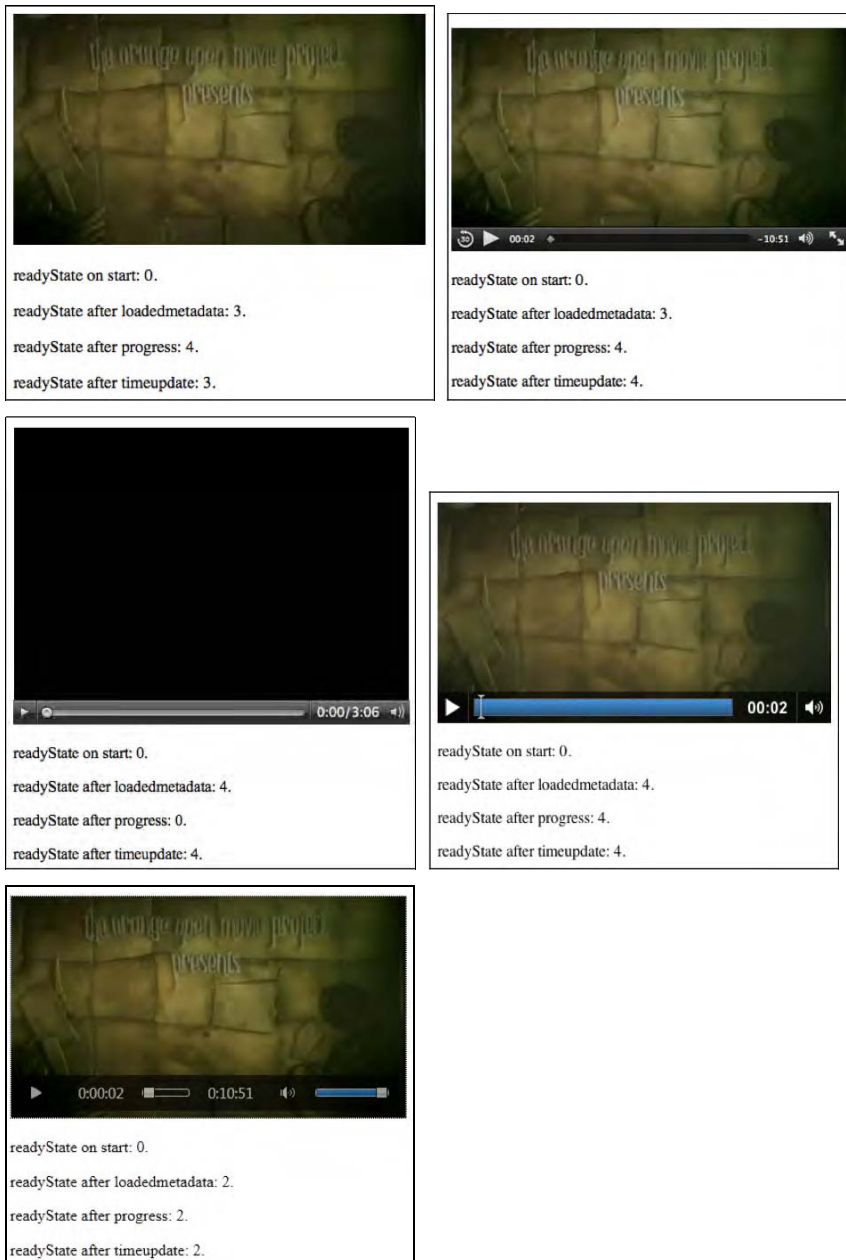 the orange open movie project
presents
readyState on start: 0.
readyState after loadedmetadata: 3.
readyState after progress: 4.
readyState after timeupdate: 3.
the orange open movie project
presents
30
00:02
-10:51
readyState on start: 0.
readyState after loadedmetadata: 3.
readyState after progress: 4.
readyState after timeupdate: 4.
0:00/3:06
readyState on start: 0.
readyState after loadedmetadata: 4.
readyState after progress: 0.
readyState after timeupdate: 4.
the orange open movie project
presents
00:02
readyState on start: 0.
readyState after loadedmetadata: 4.
readyState after progress: 4.
readyState after timeupdate: 4.
the orange open movie project
presents
0:00:02
0:10:51
readyState on start: 0.
readyState after loadedmetadata: 2.
readyState after progress: 2.
readyState after timeupdate: 2.